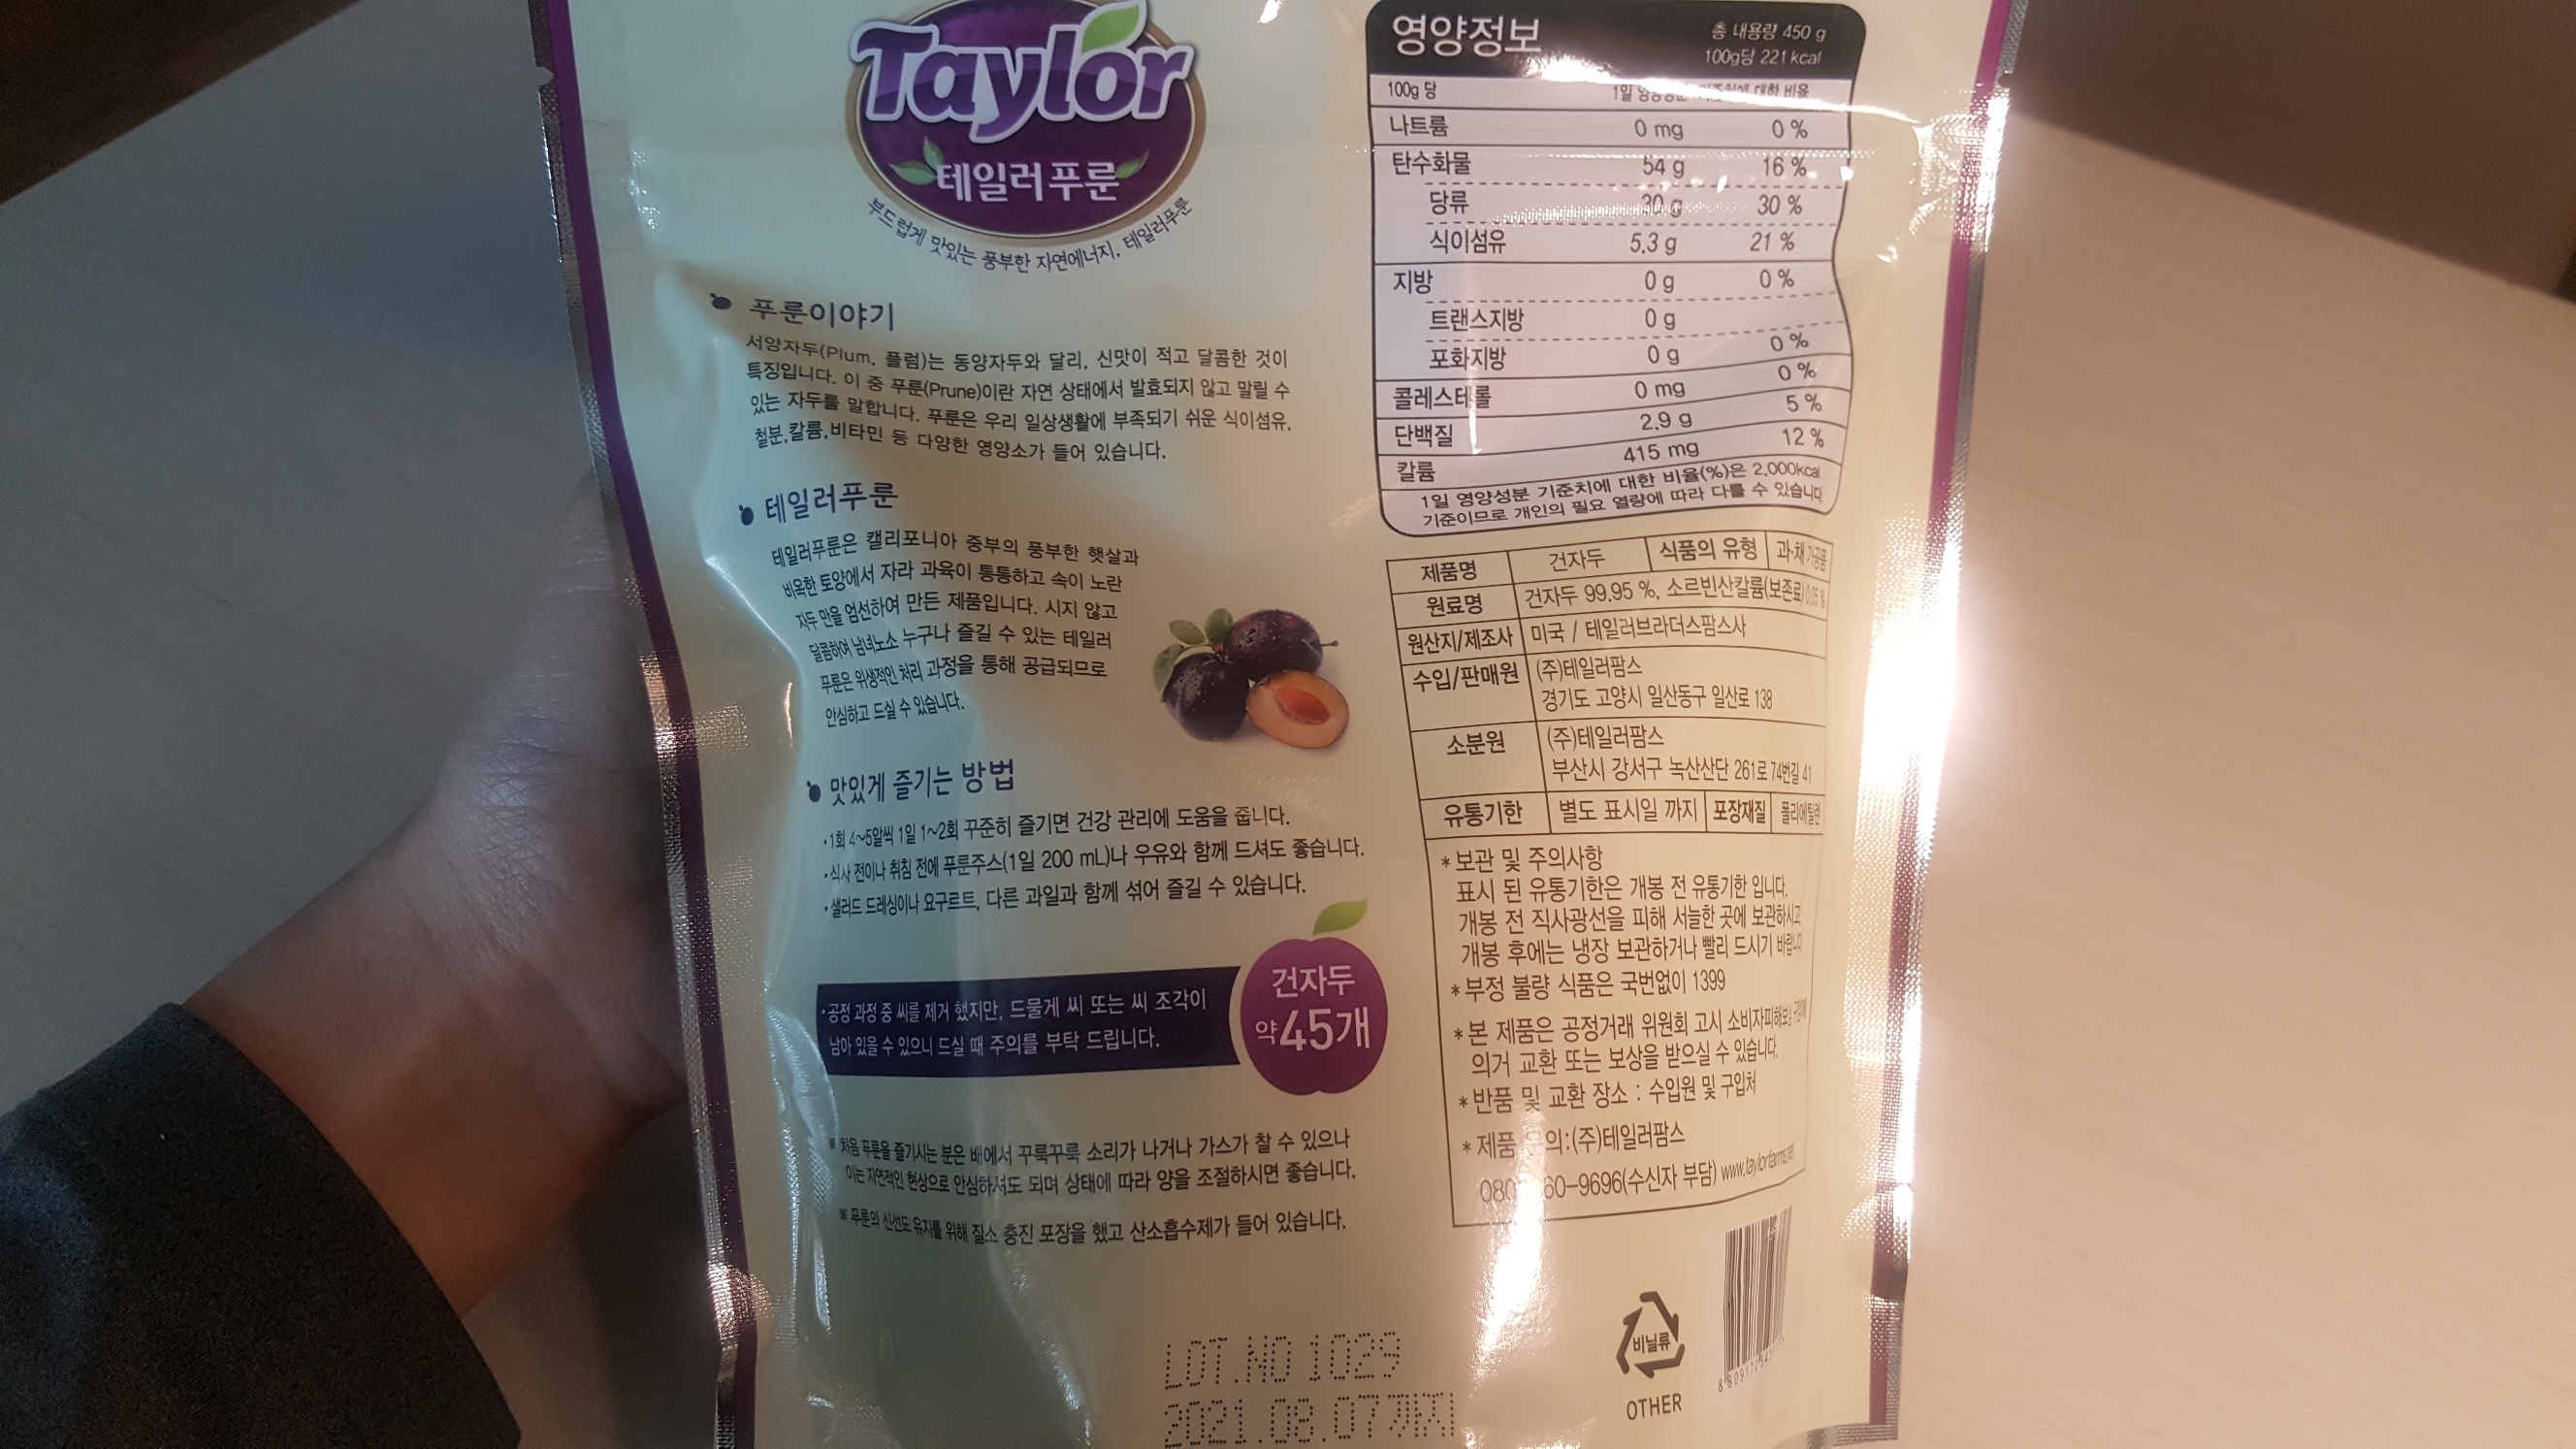 Taylor
테일러푸룬
부드럽게 맛있는 풍부한 자연에너지, 테일러푸룬
푸룬이야기
서양자두(Plum, 플럼)는 동양자두와 달리, 신맛이 적고 달콤한 것이
특징입니다. 이 중 푸룬(Prune)이란 자연 상태에서 발효되지 않고 말릴 수
있는 자두를 말합니다. 푸룬은 우리 일상생활에 부족되기 쉬운 식이섬유,
철분,칼륨,비타민 등 다양한 영양소가 들어 있습니다.
테일러푸룬
테일러푸룬은 캘리포니아 중부의 풍부한 햇살과
비옥한 토양에서 자라 과육이 통통하고 속이 노란
자두 만을 엄선하여 만든 제품입니다. 시지 않고
달콤하여 남녀노소 누구나 즐길 수 있는 테일러
푸룬은 위생적인 처리 과정을 통해 공급되므로
안심하고 드실 수 있습니다.
맛있게 즐기는 방법
·1회 4~5알씩 1일 1~2회 꾸준히 즐기면 건강 관리에 도움을 줍니다.
·식사 전이나 취침 전에 푸룬주스(1일 200 mL)나 우유와 함께 드셔도 좋습니다.
·샐러드 드레싱이나 요구르트, 다른 과일과 함께 섞어 즐길 수 있습니다.
·공정 과정 중 씨를 제거 했지만, 드물게 씨 또는 씨 조각이
남아 있을 수 있으니 드실 때 주의를 부탁 드립니다.
건자두
약45개
※ 처음 푸룬을 즐기시는 분은 배에서 꾸룩꾸룩 소리가 나거나 가스가 찰 수 있으나
이는 자연적인 현상으로 안심하셔도 되며 상태에 따라 양을 조절하시면 좋습니다.
※ 푸룬의 신선도 유지를 위해 질소 충진 포장을 했고 산소흡수제가 들어 있습니다.
LOT.NO 1029
2021.08.07까지
영양정보
총 내용량 450 g
100g당 221 kcal
100g 당 1일 대한 비율
나트륨 0 mg 0 %
탄수화물 54 g 16 %
당류 30 g 30 %
식이섬유 5.3 g 21 %
지방 0 g 0 %
트랜스지방 0 g
포화지방 0 g 0 %
콜레스테롤 0 mg 0 %
단백질 2.9 g 5 %
칼륨 415 mg 12 %
1일 영양성분 기준치에 대한 비율(%)은 2,000kcal
기준이므로 개인의 필요 열량에 따라 다를 수 있습니다
제품명 건자두 식품의 유형 과·채가공품
원료명 건자두 99.95 %, 소르빈산칼륨(보존료) 0.05 %
원산지/제조사 미국 / 테일러브라더스팜스사
수입/판매원 (주)테일러팜스
경기도 고양시 일산동구 일산로 138
소분원 (주)테일러팜스
부산시 강서구 녹산산단 261로 74번길 41
유통기한 별도 표시일 까지 포장재질 폴리에틸렌
* 보관 및 주의사항
표시 된 유통기한은 개봉 전 유통기한 입니다.
개봉 전 직사광선을 피해 서늘한 곳에 보관하시고
개봉 후에는 냉장 보관하거나 빨리 드시기 바랍니다
* 부정 불량 식품은 국번없이 1399
* 본 제품은 공정거래 위원회 고시 소비자피해보상 규정에
의거 교환 또는 보상을 받으실 수 있습니다.
* 반품 및 교환 장소 : 수입원 및 구입처
* 제품 문의:(주)테일러팜스
60-9696(수신자 부담) www.taylorfarms.net
비닐류
OTHER